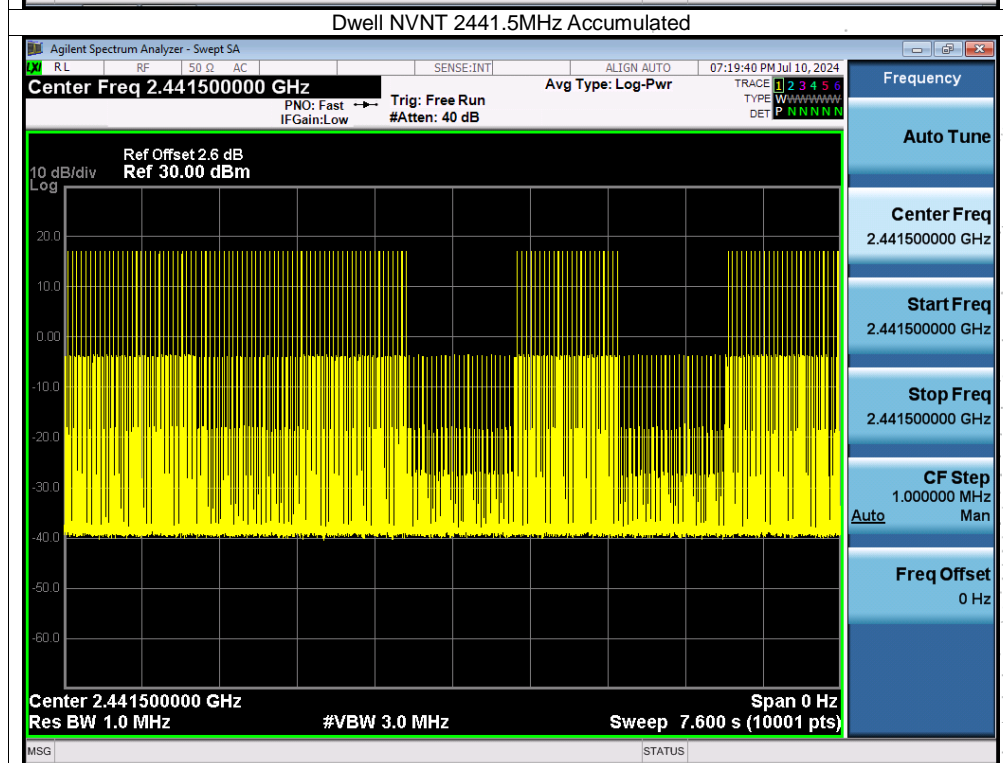 Dwell NVNT 2441.5MHz Accumulated
Agilent Spectrum Analyzer - Swept SA
LXI RL RF 50 Ω AC SENSE:INT ALIGN AUTO 07:19:40 PM Jul 10, 2024
Center Freq 2.441500000 GHz
PNO: Fast
IFGain:Low
Trig: Free Run
#Atten: 40 dB
Avg Type: Log-Pwr
TRACE 1 2 3 4 5 6
TYPE WWWWWWW
DET P N N N N N
Ref Offset 2.6 dB
10 dB/div Ref 30.00 dBm
Log
20.0
10.0
0.00
-10.0
-20.0
-30.0
-40.0
-50.0
-60.0
Center 2.441500000 GHz Span 0 Hz
Res BW 1.0 MHz #VBW 3.0 MHz Sweep 7.600 s (10001 pts)
MSG STATUS
Frequency
Auto Tune
Center Freq
2.441500000 GHz
Start Freq
2.441500000 GHz
Stop Freq
2.441500000 GHz
CF Step
1.000000 MHz
Auto Man
Freq Offset
0 Hz